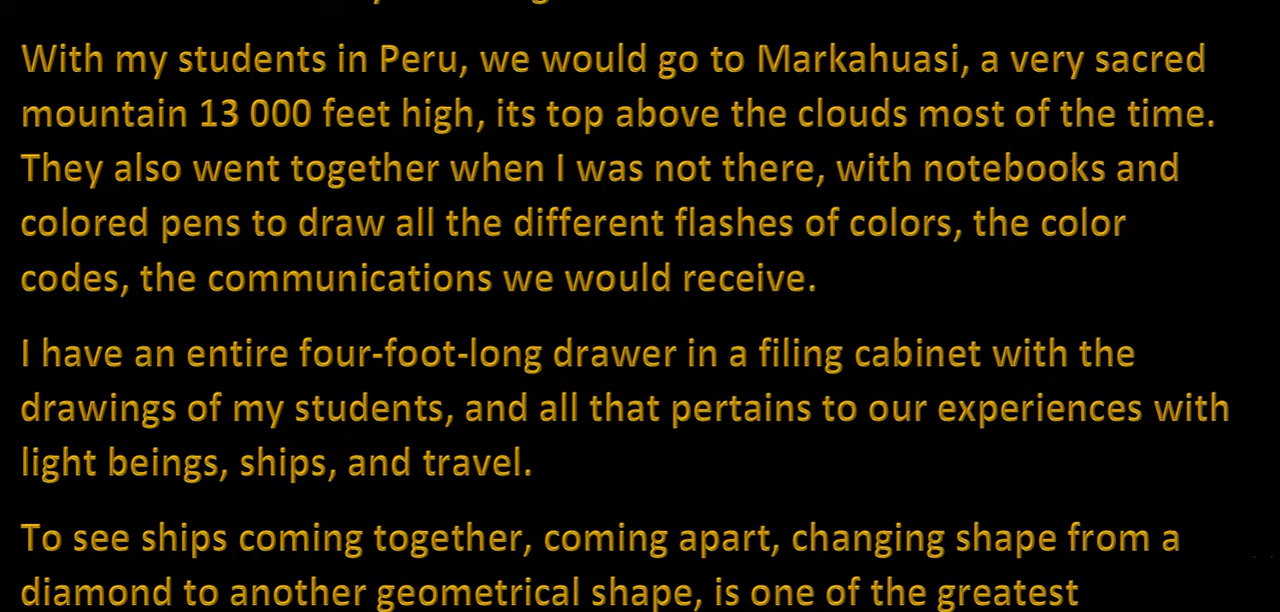 With my students in Peru, we would go to Markahuasi, a very sacred
mountain 13 000 feet high, its top above the clouds most of the time.
They also went together when I was not there, with notebooks and
colored pens to draw all the different flashes of colors, the color
codes, the communications we would receive.
I have an entire four-foot-long drawer in a filing cabinet with the
drawings of my students, and all that pertains to our experiences with
light beings, ships, and travel.
To see ships coming together, coming apart, changing shape from a
diamond to another geometrical shape, is one of the greatest